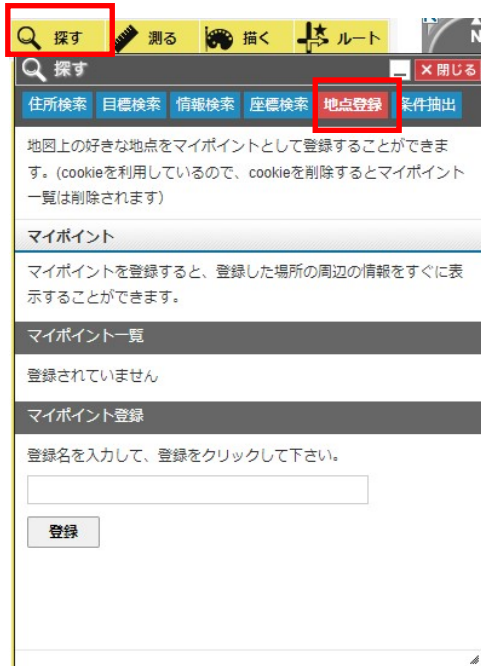 探す 測る 描く ルート N
探す × 閉じる
住所検索 目標検索 情報検索 座標検索 地点登録 条件抽出
地図上の好きな地点をマイポイントとして登録することができま
す。(cookieを利用しているので、cookieを削除するとマイポイント
一覧は削除されます)
マイポイント
マイポイントを登録すると、登録した場所の周辺の情報をすぐに表
示することができます。
マイポイント一覧
登録されていません
マイポイント登録
登録名を入力して、登録をクリックして下さい。
登録